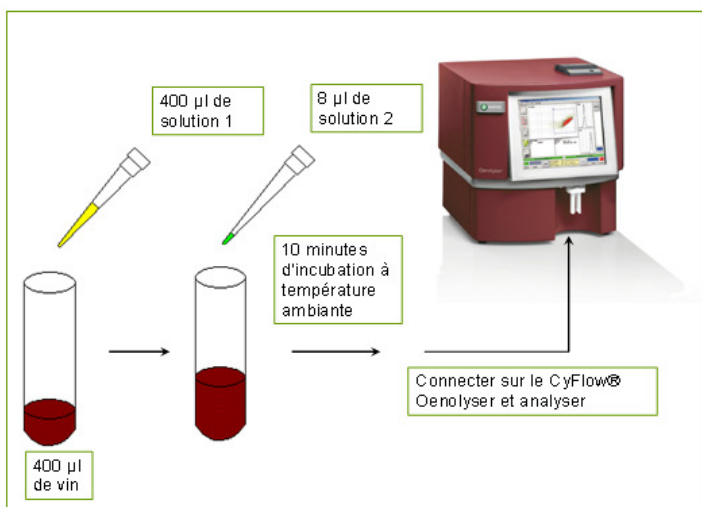 400 µl de
solution 1
8 µl de
solution 2
10 minutes
d'incubation à
température
ambiante
400 µl
de vin
Connecter sur le CyFlow®
Oenolyser et analyser
Oenolyser